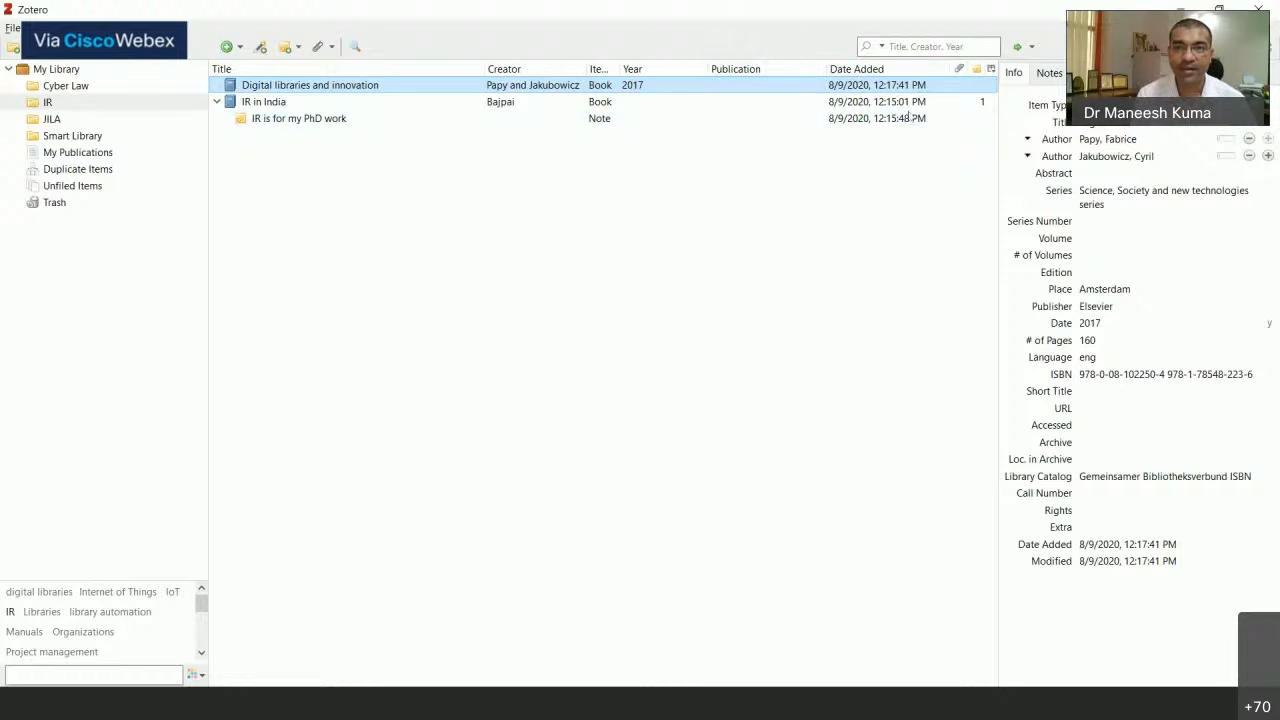 Zotero
File
Via CiscoWebex
Title, Creator, Year
My Library
Cyber Law
IR
JILA
Smart Library
My Publications
Duplicate Items
Unfiled Items
Trash
Title Creator Ite... Year Publication Date Added
Digital libraries and innovation Papy and Jakubowicz Book 2017 8/9/2020, 12:17:41 PM
IR in India Bajpai Book 8/9/2020, 12:15:01 PM 1
IR is for my PhD work Note 8/9/2020, 12:15:48 PM
Info Notes
Dr Maneesh Kuma
Item Typ
Titl
Author Papy, Fabrice
Author Jakubowicz, Cyril
Abstract
Series Science, Society and new technologies
series
Series Number
Volume
# of Volumes
Edition
Place Amsterdam
Publisher Elsevier
Date 2017 y
# of Pages 160
Language eng
ISBN 978-0-08-102250-4 978-1-78548-223-6
Short Title
URL
Accessed
Archive
Loc. in Archive
Library Catalog Gemeinsamer Bibliotheksverbund ISBN
Call Number
Rights
Extra
Date Added 8/9/2020, 12:17:41 PM
Modified 8/9/2020, 12:17:41 PM
digital libraries Internet of Things IoT
IR Libraries library automation
Manuals Organizations
Project management
+70